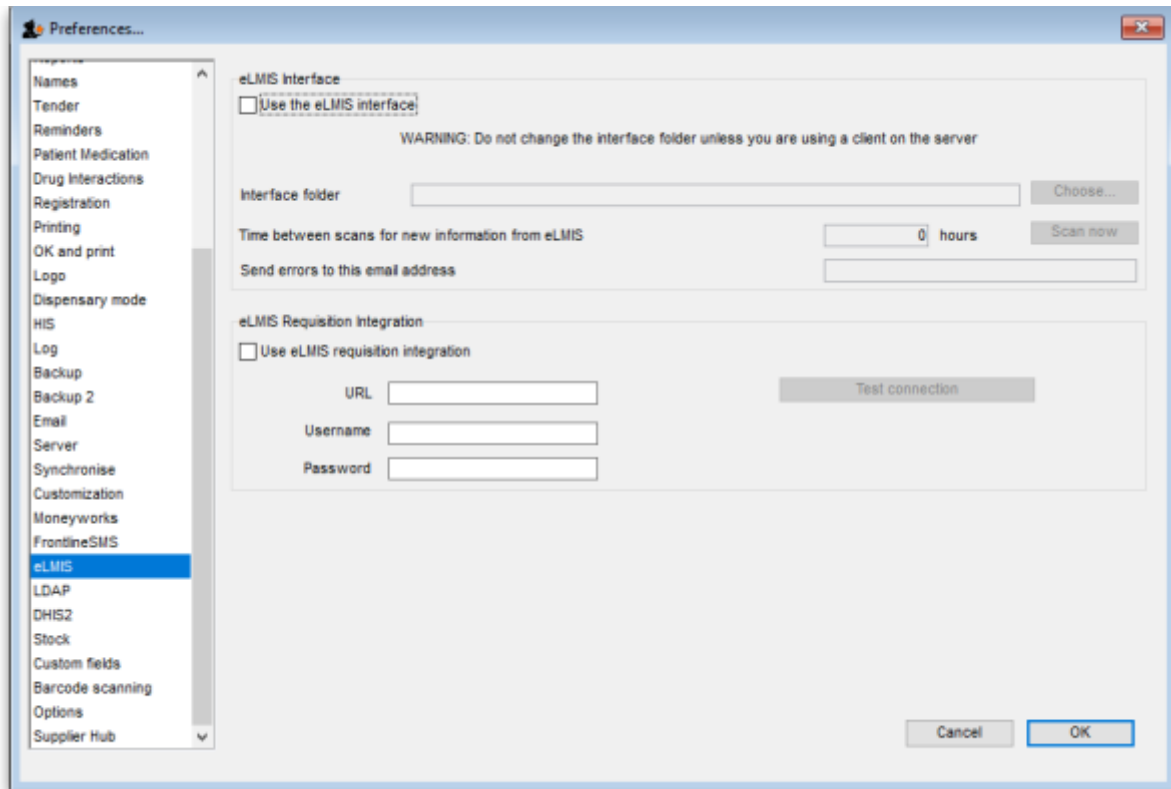 Preferences...
Reports
Names
Tender
Reminders
Patient Medication
Drug Interactions
Registration
Printing
OK and print
Logo
Dispensary mode
HIS
Log
Backup
Backup 2
Email
Server
Synchronise
Customization
Moneyworks
FrontlineSMS
eLMIS
LDAP
DHIS2
Stock
Custom fields
Barcode scanning
Options
Supplier Hub
eLMIS Interface
Use the eLMIS interface
WARNING: Do not change the interface folder unless you are using a client on the server
Interface folder Choose...
Time between scans for new information from eLMIS 0 hours Scan now
Send errors to this email address
eLMIS Requisition Integration
Use eLMIS requisition integration
URL Test connection
Username
Password
Cancel OK